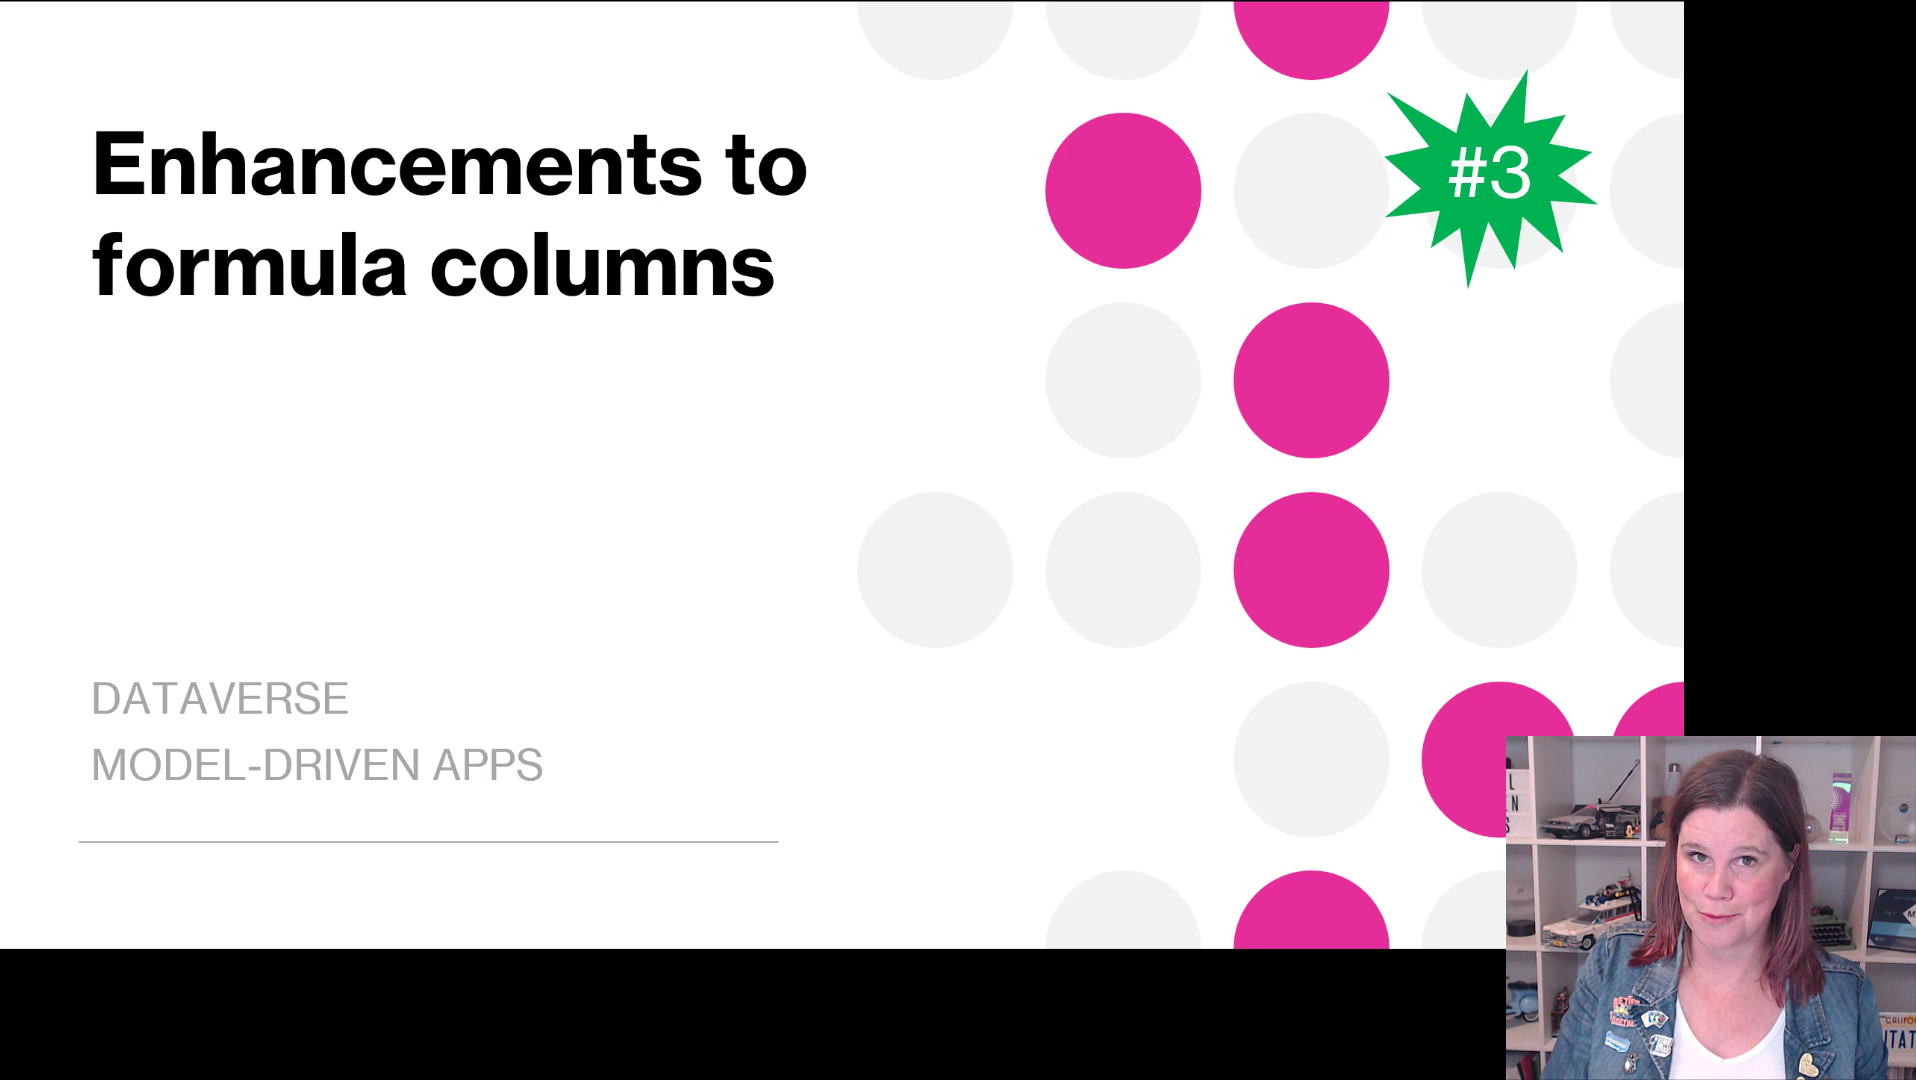 Enhancements to
formula columns
#3
DATAVERSE
MODEL-DRIVEN APPS